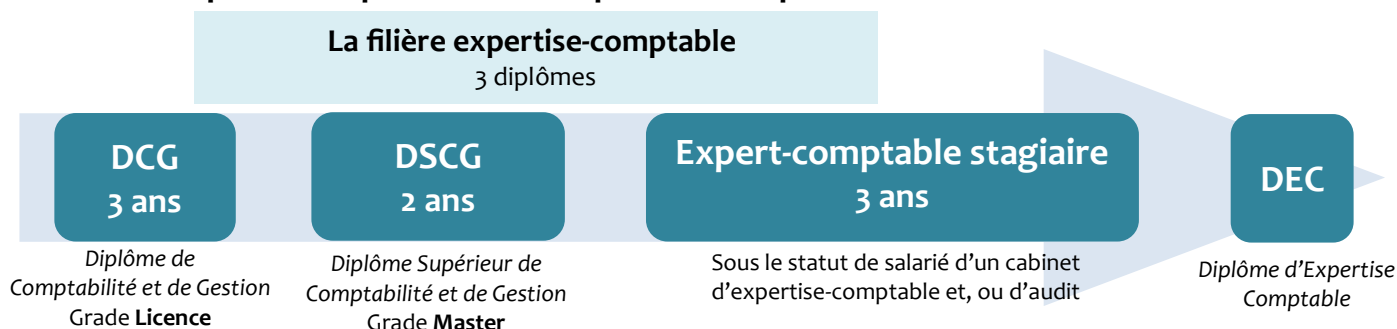 La filière expertise-comptable
3 diplômes
DCG
3 ans
DSCG
2 ans
Expert-comptable stagiaire
3 ans
DEC
Diplôme de
Comptabilité et de Gestion
Grade Licence
Diplôme Supérieur de
Comptabilité et de Gestion
Grade Master
Sous le statut de salarié d'un cabinet
d'expertise-comptable et, ou d'audit
Diplôme d'Expertise
Comptable